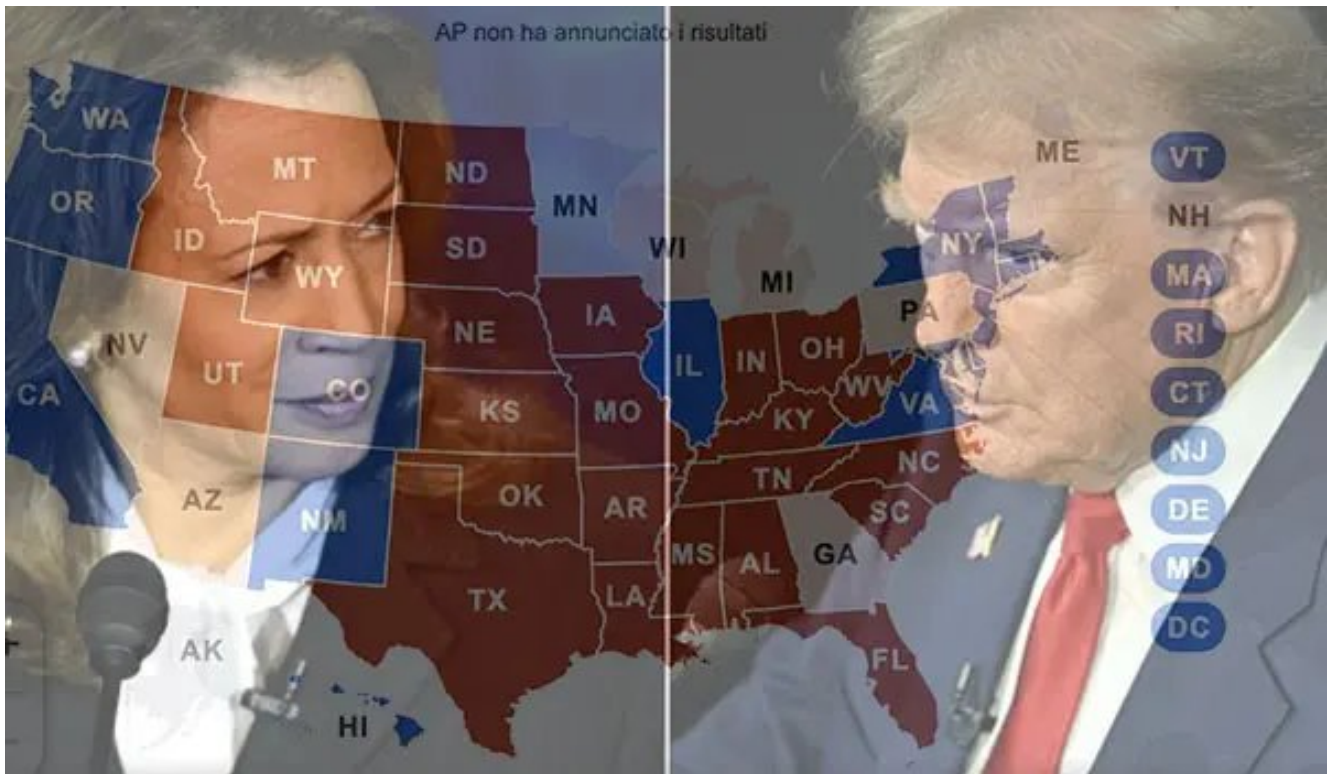 AP non ha annunciato i risultati
WA
MT
ND
MN
OR
ID
SD
WI
ME
VT
NH
WY
NY
MI
MA
NV
NE
IA
PA
RI
UT
CO
IL
IN
OH
CT
CA
KS
MO
WV
VA
KY
NJ
AZ
OK
TN
NC
NM
AR
SC
DE
MS
AL
GA
MD
TX
LA
DC
AK
FL
HI
+